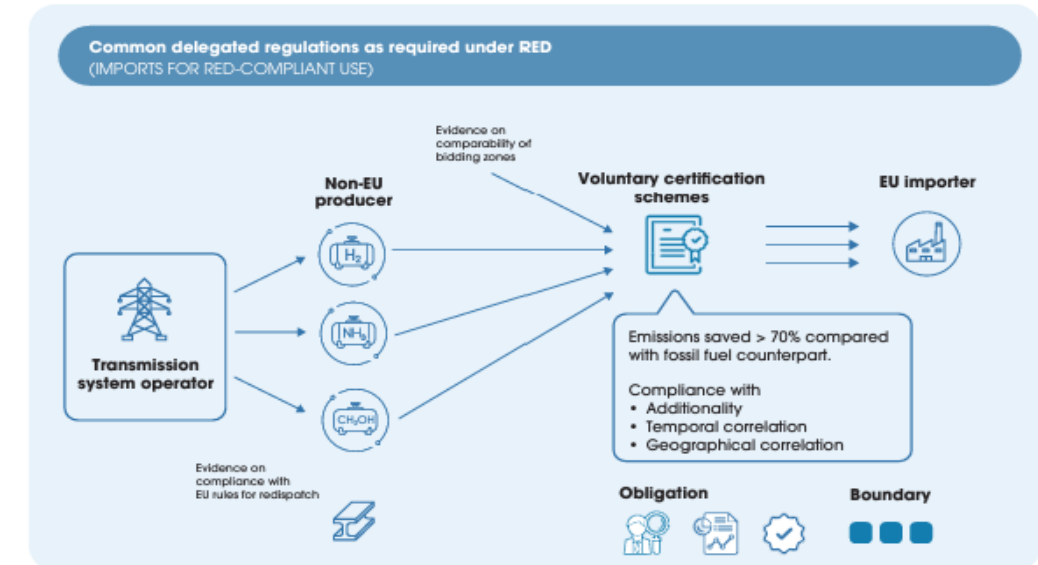 Common delegated regulations as required under RED
(IMPORTS FOR RED-COMPLIANT USE)
Evidence on
comparability of
bidding zones
Non-EU
producer
Voluntary certification
schemes
EU importer
H2
NH3
CH3OH
Transmission
system operator
Emissions saved > 70% compared
with fossil fuel counterpart.
Compliance with
• Additionality
• Temporal correlation
• Geographical correlation
Evidence on
compliance with
EU rules for redispatch
Obligation
Boundary